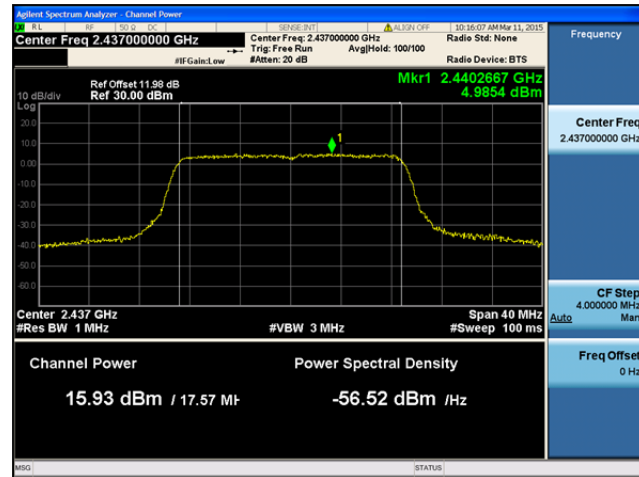 Agilent Spectrum Analyzer - Channel Power
RL RF 50 Ω DC SENSE:INT ALIGN OFF 10:16:07 AM Mar 11, 2015
Center Freq 2.437000000 GHz Center Freq: 2.437000000 GHz Radio Std: None
Trig: Free Run Avg|Hold: 100/100
#IFGain:Low #Atten: 20 dB Radio Device: BTS
Ref Offset 11.98 dB Mkr1 2.4402667 GHz
10 dB/div Ref 30.00 dBm 4.9854 dBm
Log
20.0
10.0
1
0.00
-10.0
-20.0
-30.0
-40.0
-50.0
-60.0
Center 2.437 GHz Span 40 MHz
#Res BW 1 MHz #VBW 3 MHz #Sweep 100 ms
Channel Power Power Spectral Density
15.93 dBm / 17.57 MH -56.52 dBm /Hz
MSG STATUS
Frequency
Center Freq
2.437000000 GHz
CF Step
4.000000 MHz
Auto Man
Freq Offset
0 Hz